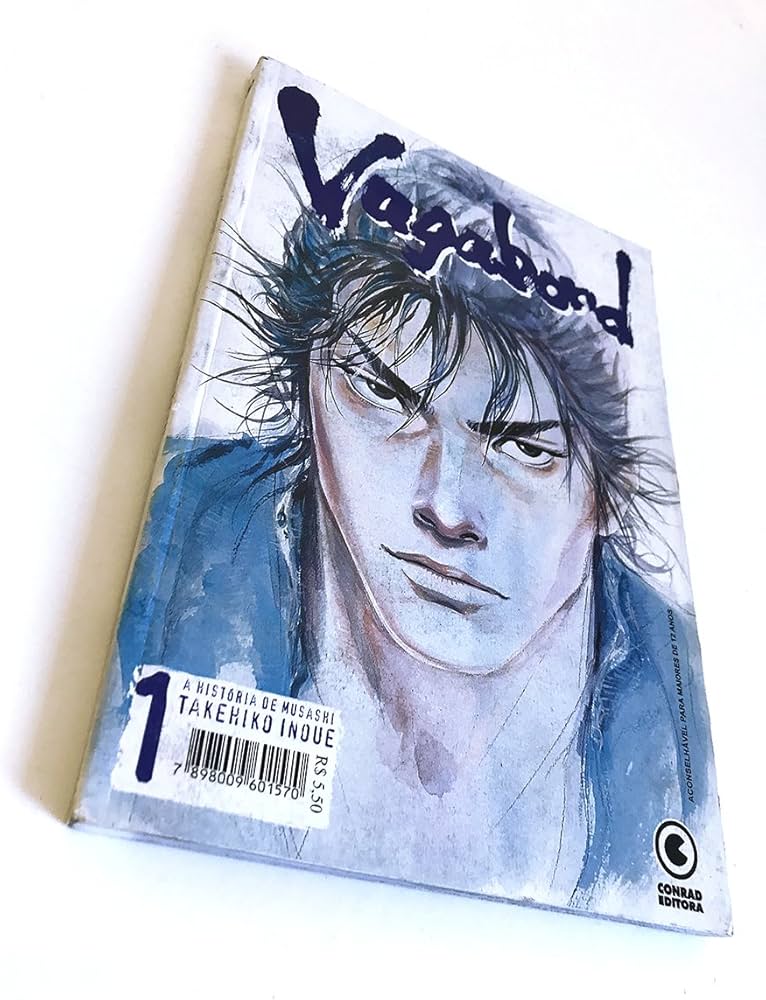 Vagabond
1
A HISTÓRIA DE MUSASHI
TAKEHIKO INOUE
7 898009 601570
R$ 5,50
ACONSELHÁVEL PARA MAIORES DE 12 ANOS
CONRAD
EDITORA